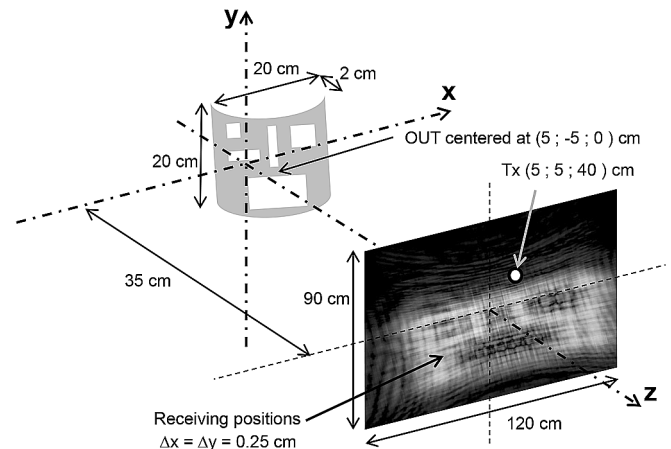 y
20 cm
2 cm
x
OUT centered at (5 ; -5 ; 0 ) cm
20 cm
Tx (5 ; 5 ; 40 ) cm
35 cm
90 cm
z
Receiving positions
Δx = Δy = 0.25 cm
120 cm